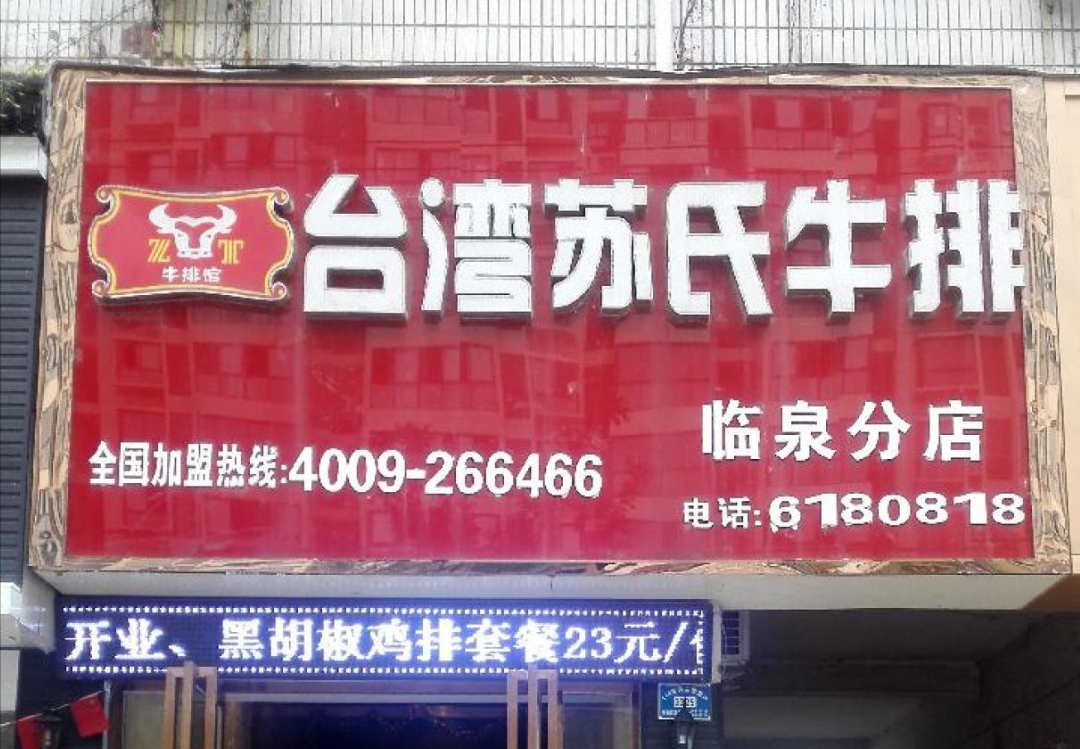 ZT
牛排馆
台湾苏氏牛排
临泉分店
全国加盟热线:4009-266466
电话:6180818
开业、黑胡椒鸡排套餐23元/